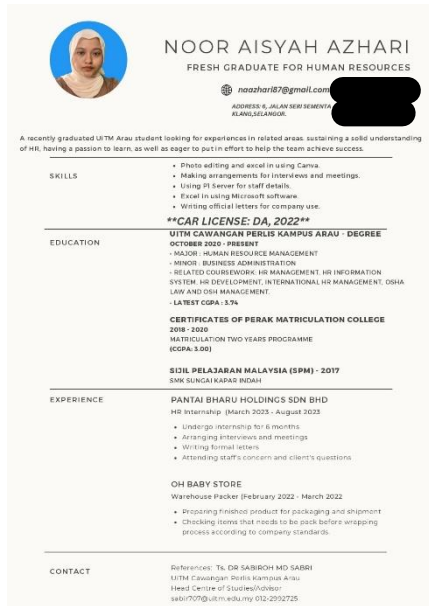 NOOR AISYAH AZHARI
FRESH GRADUATE FOR HUMAN RESOURCES
naazhari87@gmail.com
ADDRESS: 6, JALAN SERI SEMENTA
KLANG, SELANGOR.
A recently graduated UiTM Arau student looking for experiences in related areas. sustaining a solid understanding
of HR, having a passion to learn, as well as eager to put in effort to help the team achieve success.
SKILLS
• Photo editing and excel in using Canva.
• Making arrangements for interviews and meetings.
• Using P1 Server for staff details.
• Excel in using Microsoft software
• Writing official letters for company use.
**CAR LICENSE: DA, 2022**
EDUCATION
UITM CAWANGAN PERLIS KAMPUS ARAU - DEGREE
OCTOBER 2020 - PRESENT
- MAJOR : HUMAN RESOURCE MANAGEMENT
- MINOR : BUSINESS ADMINISTRATION
- RELATED COURSEWORK: HR MANAGEMENT, HR INFORMATION
SYSTEM, HR DEVELOPMENT, INTERNATIONAL HR MANAGEMENT, OSHA
LAW AND OSH MANAGEMENT.
- LATEST CGPA : 3.74
CERTIFICATES OF PERAK MATRICULATION COLLEGE
2018 - 2020
MATRICULATION TWO YEARS PROGRAMME
(CGPA: 3.00)
SIJIL PELAJARAN MALAYSIA (SPM) - 2017
SMK SUNGAI KAPAR INDAH
EXPERIENCE
PANTAI BHARU HOLDINGS SDN BHD
HR Internship (March 2023 - August 2023
• Undergo internship for 6 months
• Arranging interviews and meetings
• Writing formal letters
• Attending staff's concern and client's questions
OH BABY STORE
Warehouse Packer (February 2022 - March 2022
• Preparing finished product for packaging and shipment
• Checking items that needs to be pack before wrapping
process according to company standards.
CONTACT
References: Ts. DR SABIROH MD SABRI
UiTM Cawangan Perlis Kampus Arau
Head Centre of Studies/Advisor
sabir707@uitm.edu.my 012-2992725